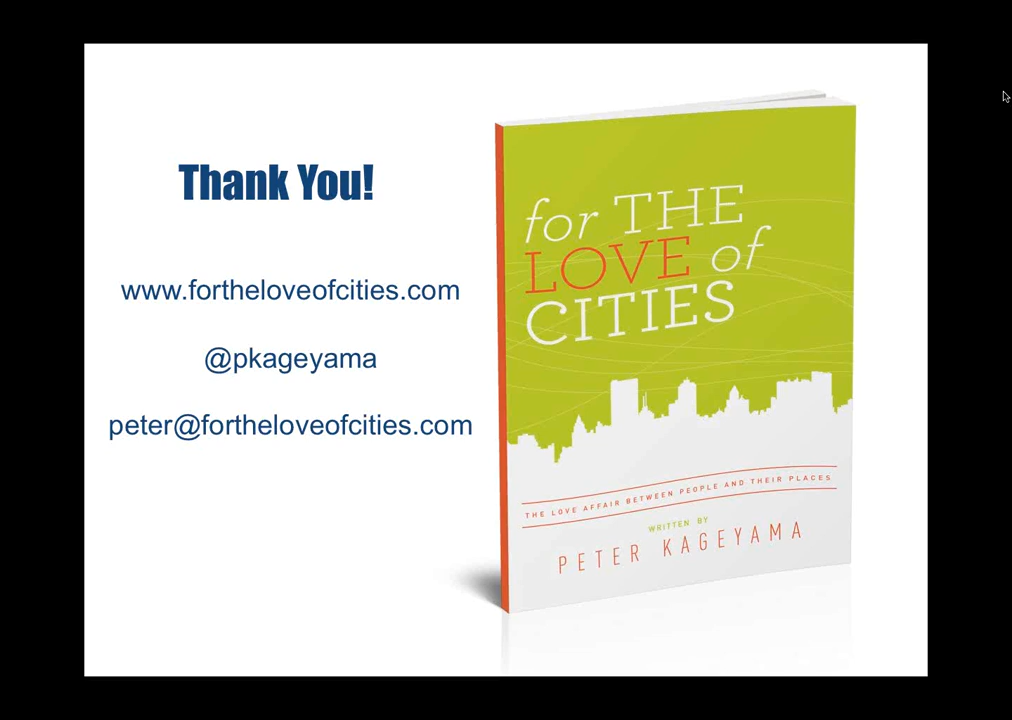 Thank You!
www.fortheloveofcities.com
@pkageyama
peter@fortheloveofcities.com
for THE
LOVE of
CITIES
THE LOVE AFFAIR BETWEEN PEOPLE AND THEIR PLACES
WRITTEN BY
PETER KAGEYAMA